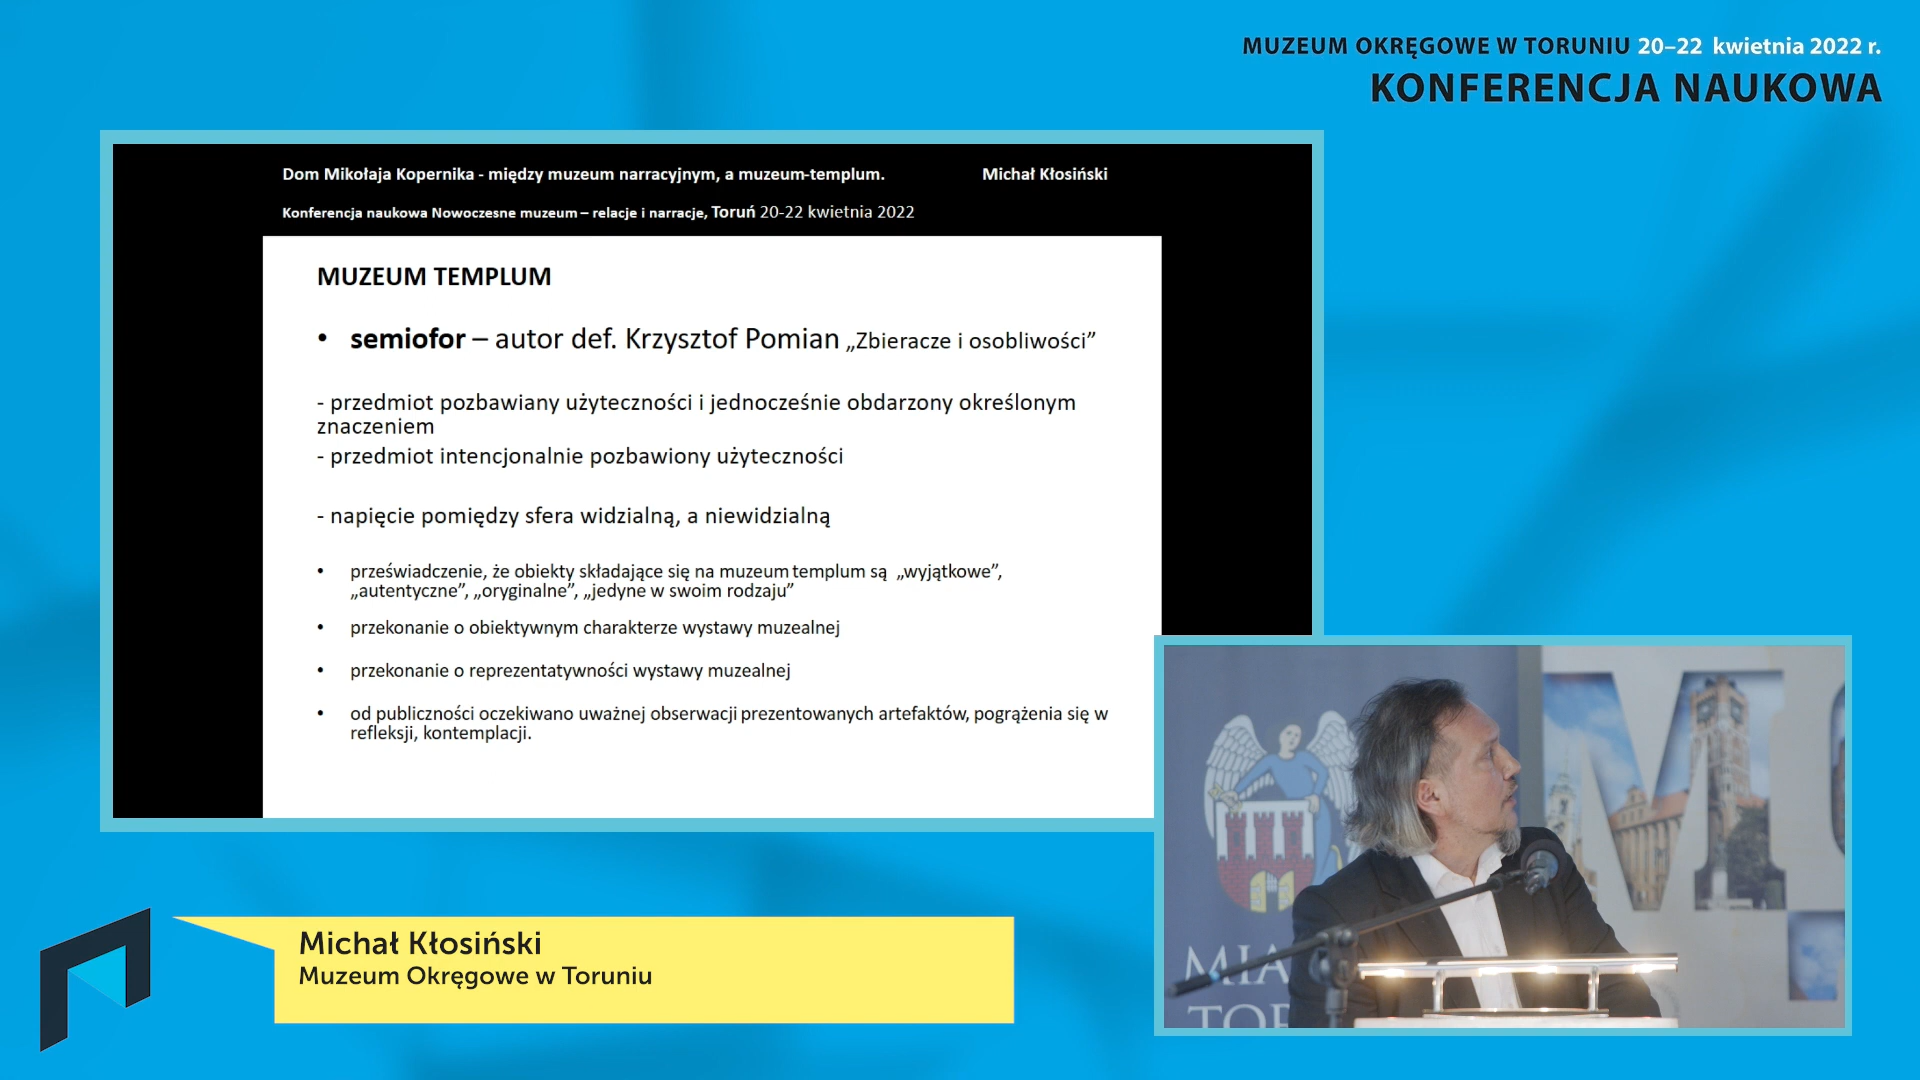 MUZEUM OKRĘGOWE W TORUNIU 20–22 kwietnia 2022 r.
KONFERENCJA NAUKOWA
Dom Mikołaja Kopernika - między muzeum narracyjnym, a muzeum-templum. Michał Kłosiński
Konferencja naukowa Nowoczesne muzeum – relacje i narracje, Toruń 20-22 kwietnia 2022
MUZEUM TEMPLUM
• semiofor – autor def. Krzysztof Pomian „Zbieracze i osobliwości”
- przedmiot pozbawiany użyteczności i jednocześnie obdarzony określonym
znaczeniem
- przedmiot intencjonalnie pozbawiony użyteczności
- napięcie pomiędzy sfera widzialną, a niewidzialną
• przeświadczenie, że obiekty składające się na muzeum templum są „wyjątkowe”,
„autentyczne”, „oryginalne”, „jedyne w swoim rodzaju”
• przekonanie o obiektywnym charakterze wystawy muzealnej
• przekonanie o reprezentatywności wystawy muzealnej
• od publiczności oczekiwano uważnej obserwacji prezentowanych artefaktów, pogrążenia się w
refleksji, kontemplacji.
Michał Kłosiński
Muzeum Okręgowe w Toruniu